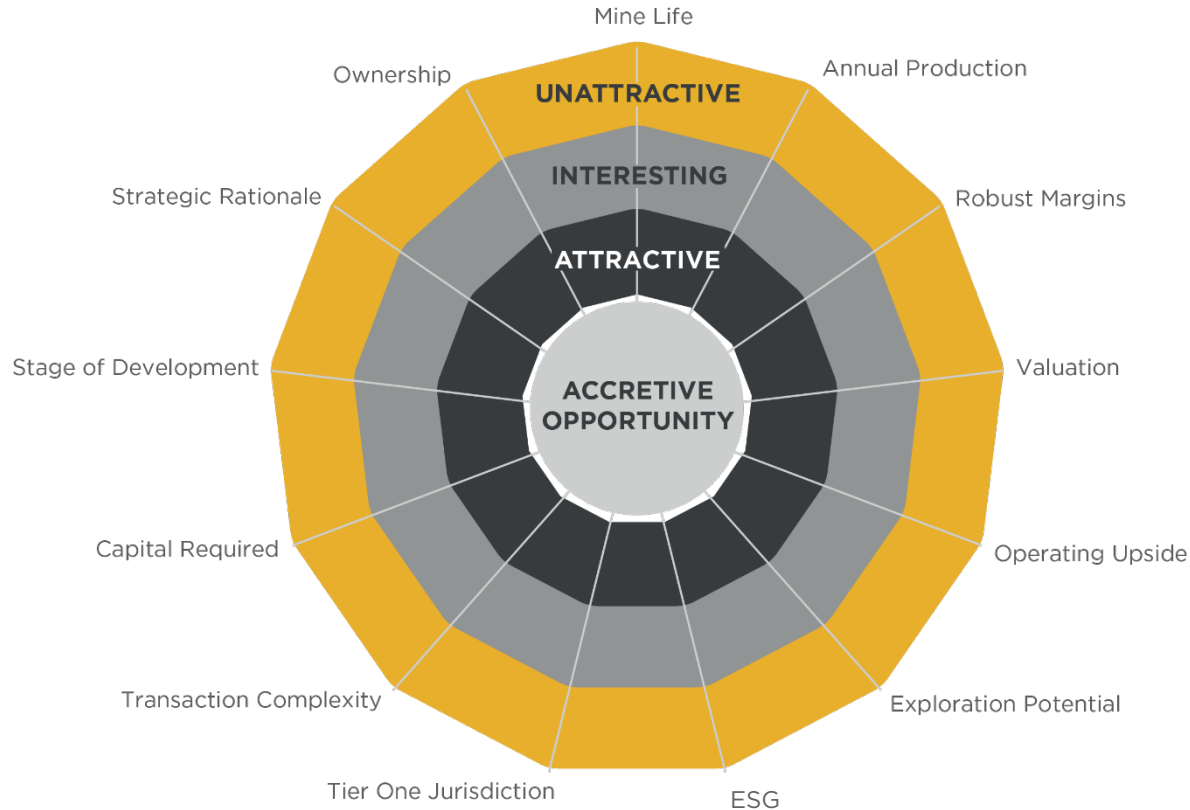 Mine Life
Ownership
Annual Production
UNATTRACTIVE
Strategic Rationale
INTERESTING
Robust Margins
ATTRACTIVE
Stage of Development
ACCRETIVE
OPPORTUNITY
Valuation
Capital Required
Operating Upside
Transaction Complexity
Exploration Potential
Tier One Jurisdiction
ESG